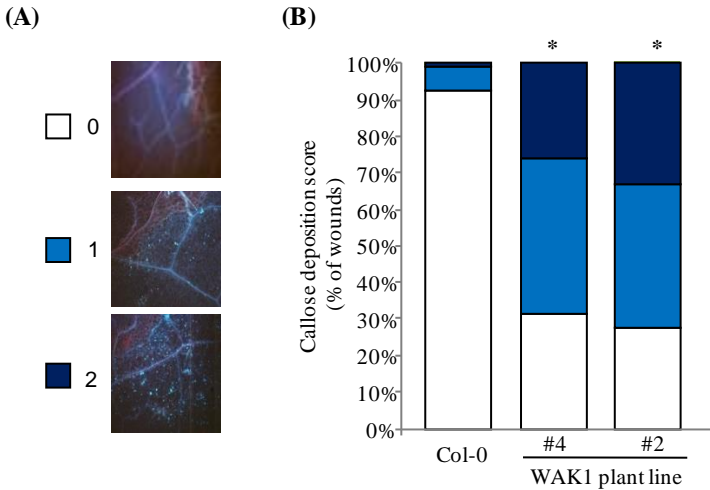 (A)
0
1
2
(B)
* *
100%
90%
80%
70%
60%
50%
40%
30%
20%
10%
0%
Callose deposition score
(% of wounds)
Col-0
#4 #2
WAK1 plant line